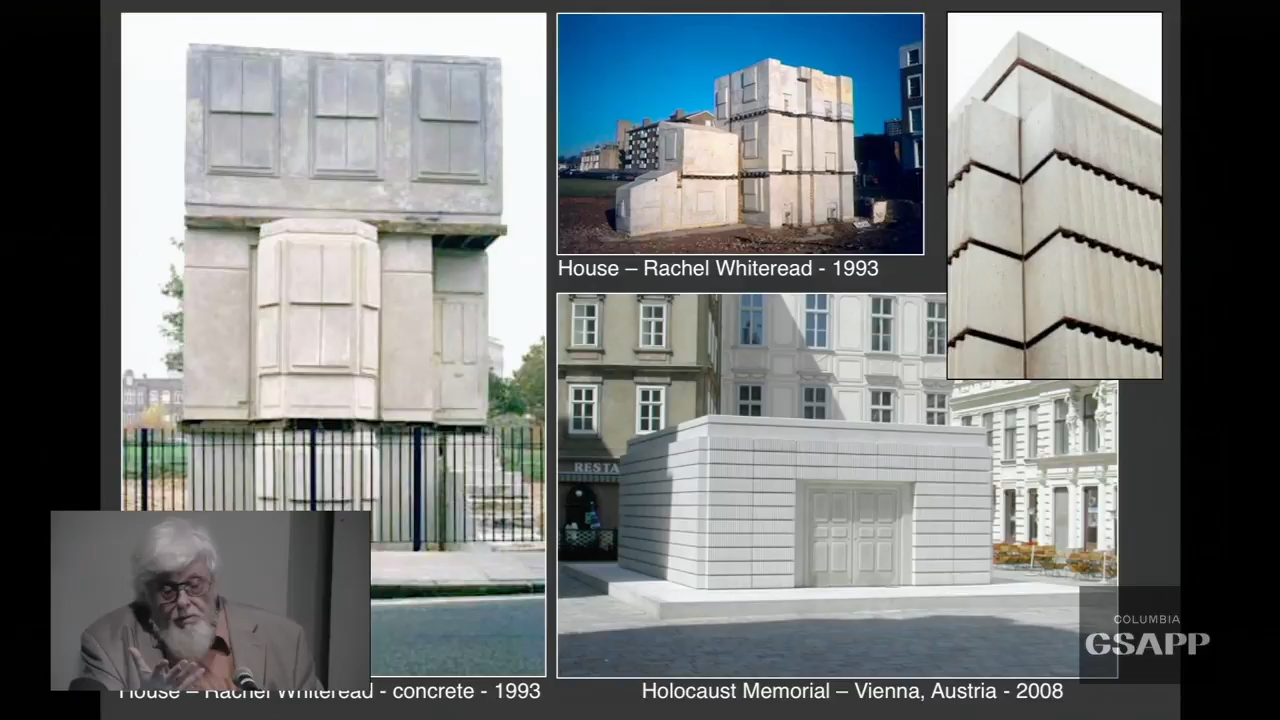 House – Rachel Whiteread - 1993
RESTA
House – Rachel Whiteread - concrete - 1993
Holocaust Memorial – Vienna, Austria - 2008
COLUMBIA
GSAPP